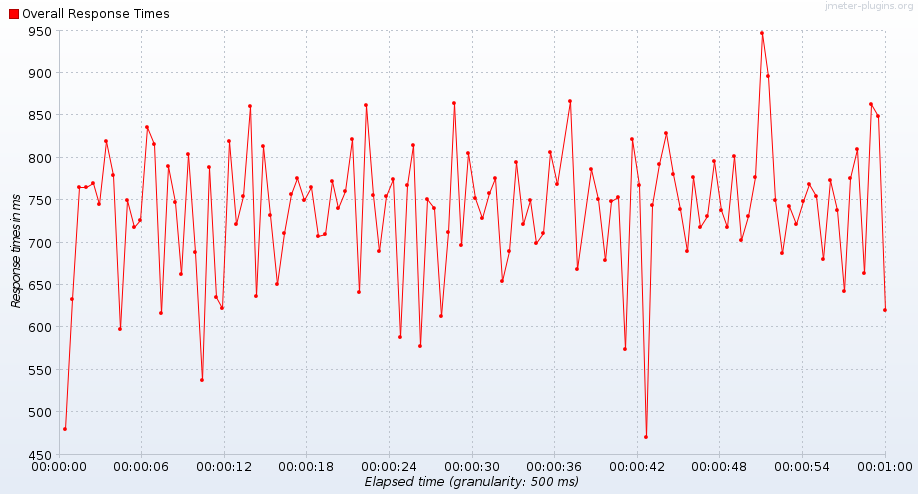 jmeter-plugins.org
Overall Response Times
950
900
850
800
750
700
650
600
550
500
450
Response times in ms
00:00:00 00:00:06 00:00:12 00:00:18 00:00:24 00:00:30 00:00:36 00:00:42 00:00:48 00:00:54 00:01:00
Elapsed time (granularity: 500 ms)